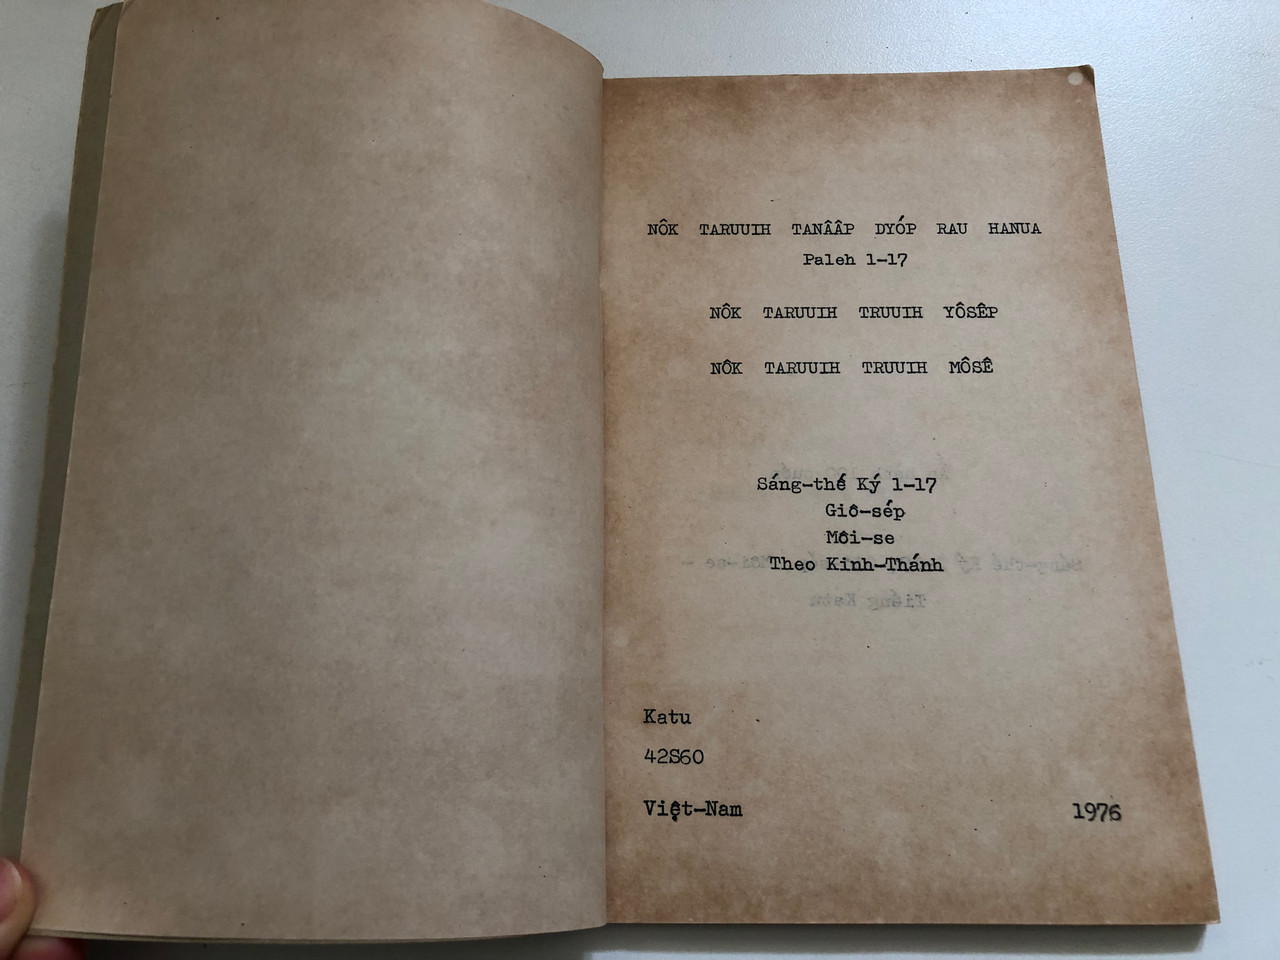 NÔK TARUUIH TANÂÂP DYÓP RAU HANUA
Paleh 1-17
NÔK TARUUIH TRUUIH YÔSÊP
NÔK TARUUIH TRUUIH MÔSÊ
Sáng-thế Ký 1-17
Giô-sép
Môi-se
Theo Kinh-Thánh
Katu
42S60
Việt-Nam 1976